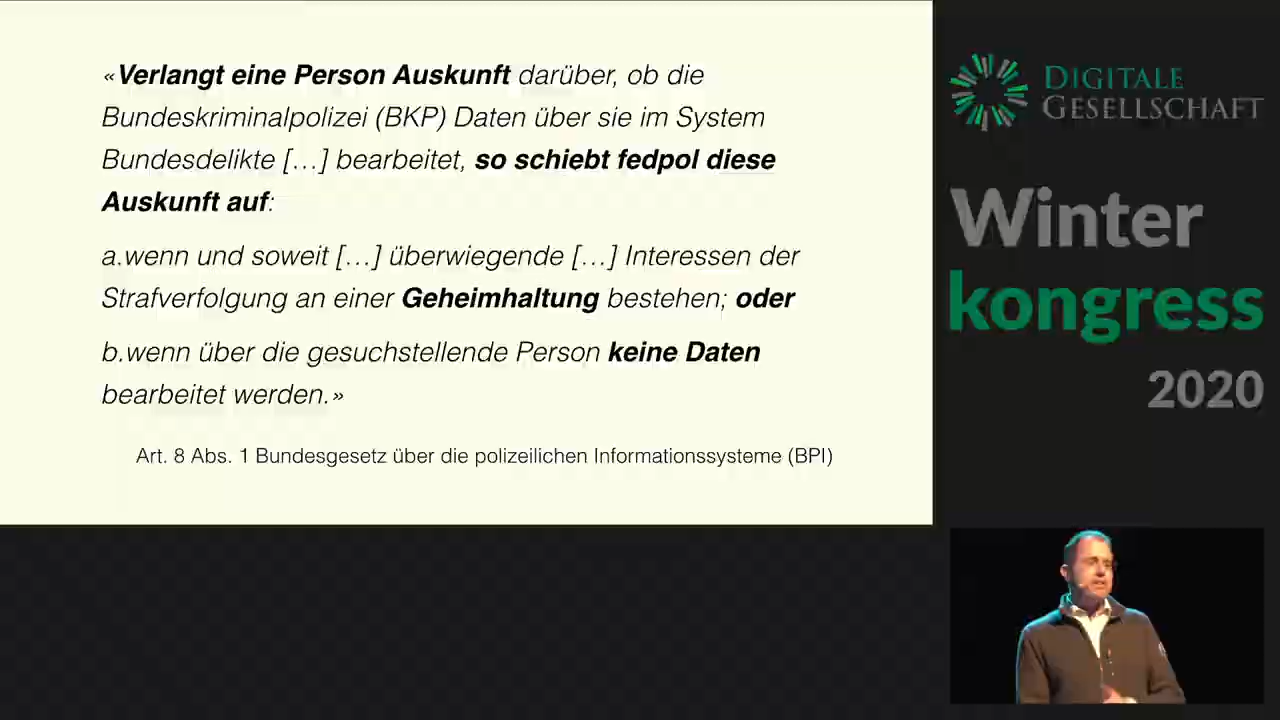 «Verlangt eine Person Auskunft darüber, ob die
Bundeskriminalpolizei (BKP) Daten über sie im System
Bundesdelikte […] bearbeitet, so schiebt fedpol diese
Auskunft auf:
a.wenn und soweit […] überwiegende […] Interessen der
Strafverfolgung an einer Geheimhaltung bestehen; oder
b.wenn über die gesuchstellende Person keine Daten
bearbeitet werden.»
Art. 8 Abs. 1 Bundesgesetz über die polizeilichen Informationssysteme (BPI)
DIGITALE
GESELLSCHAFT
Winter
kongress
2020